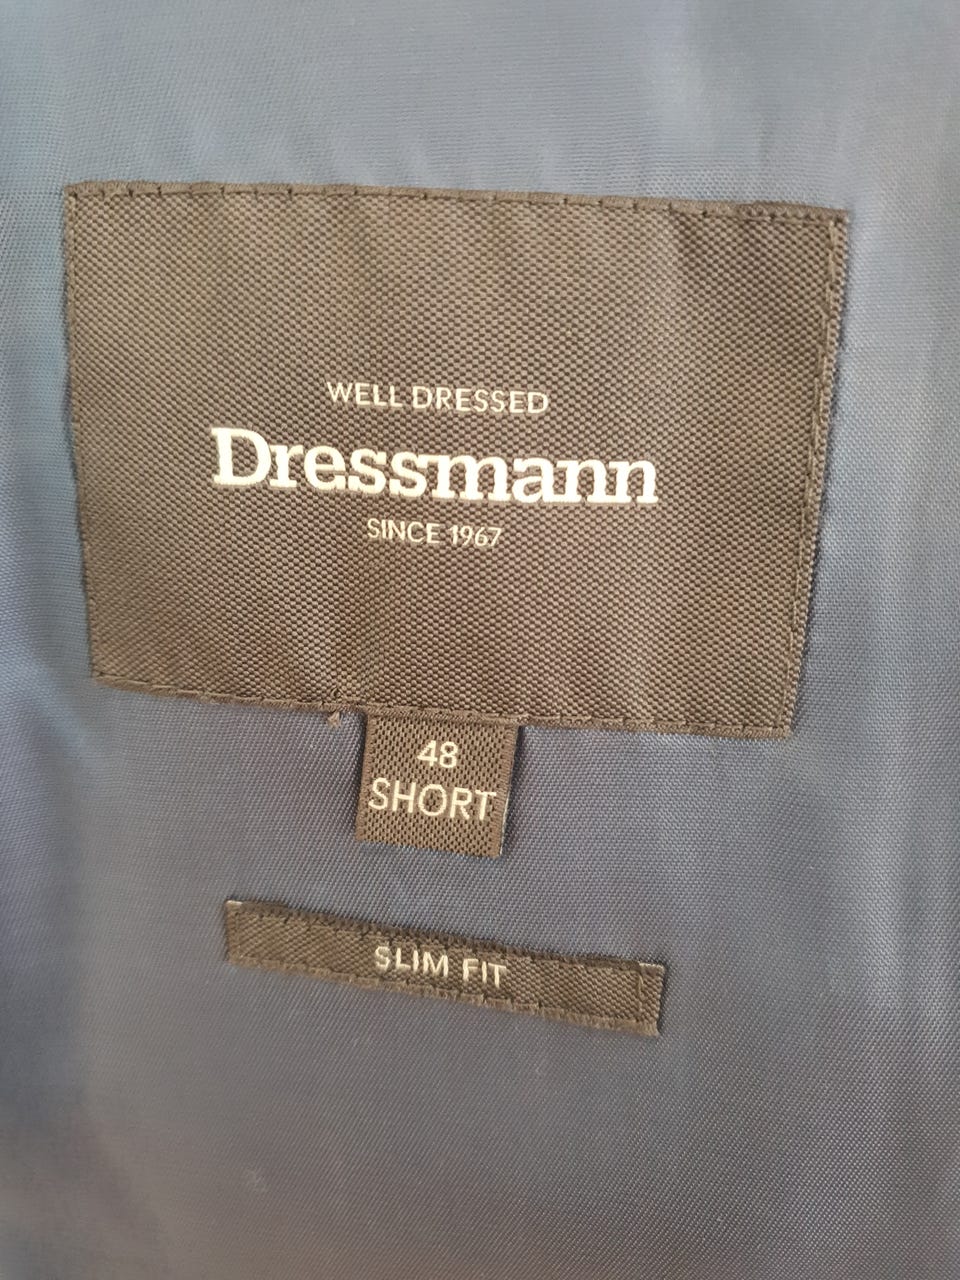 WELL DRESSED
Dressmann
SINCE 1967
48
SHORT
SLIM FIT